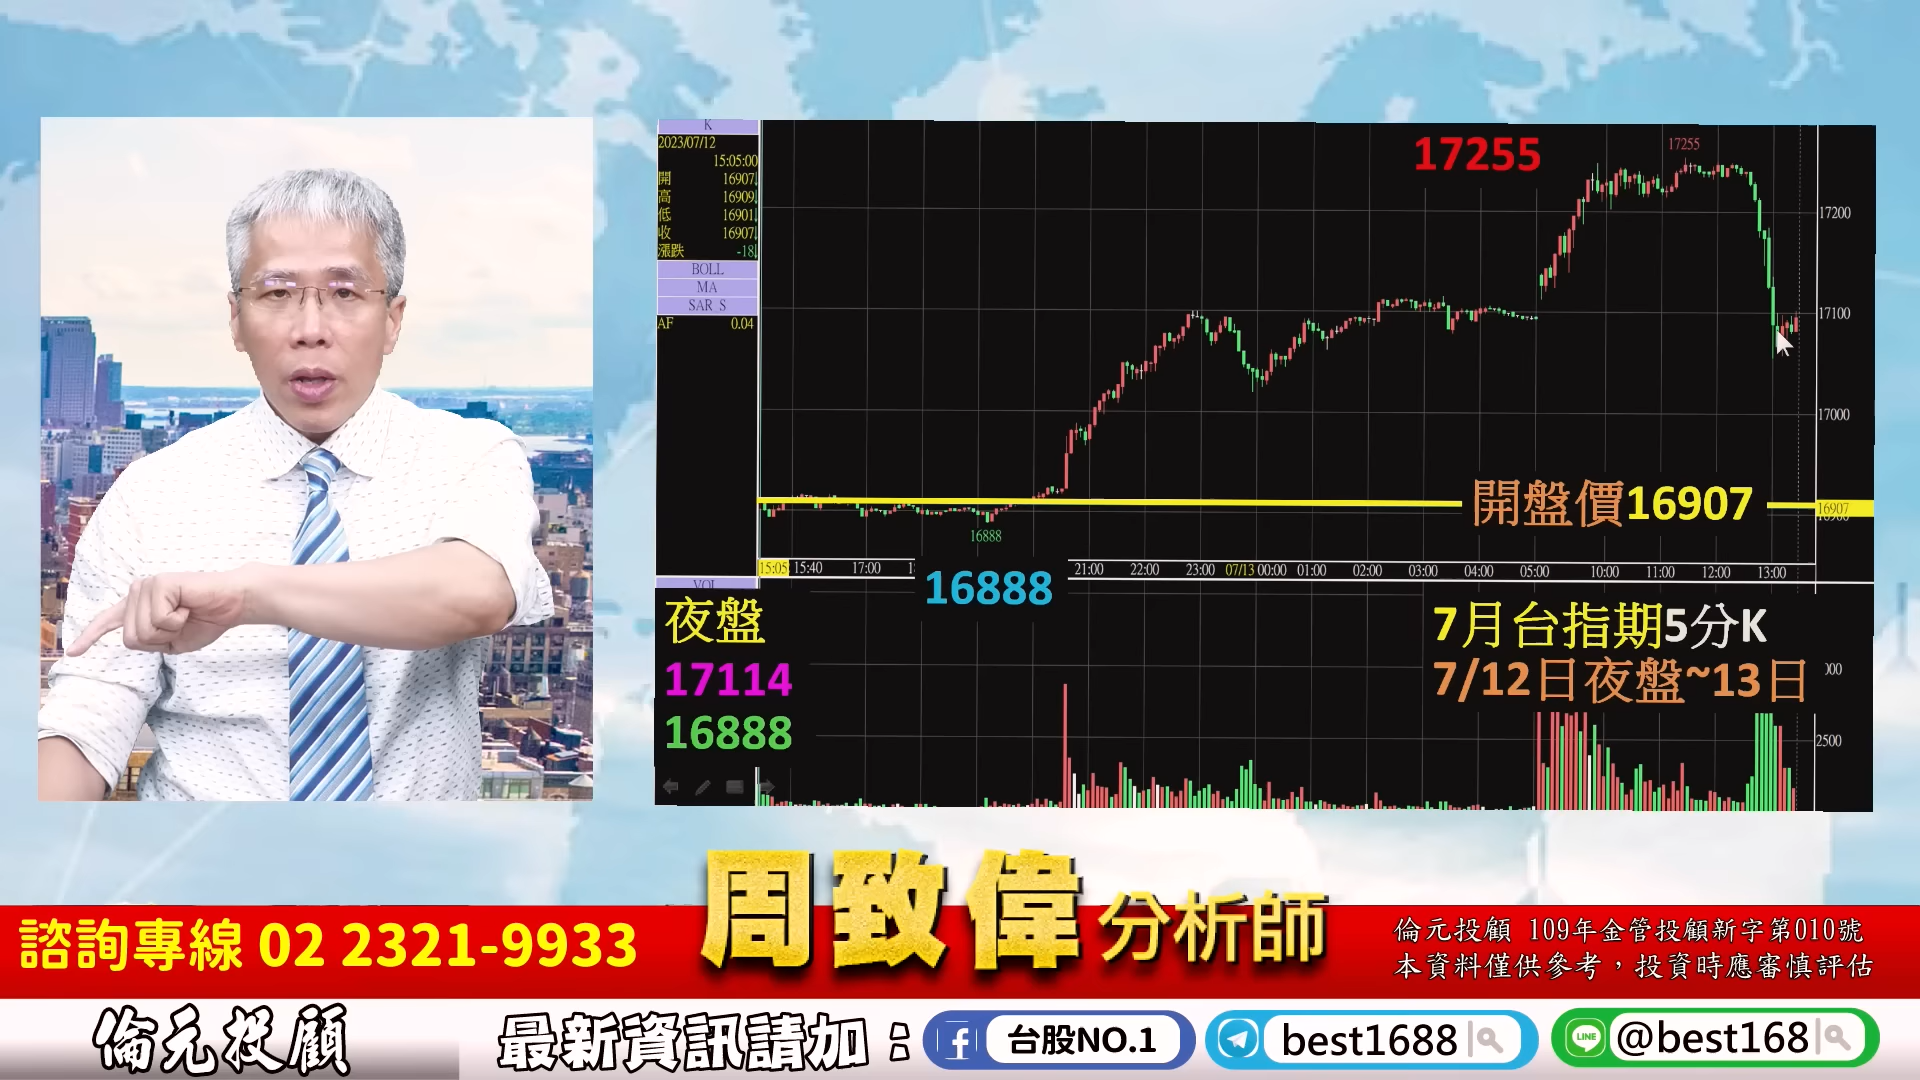 K
2023/07/12
15:05:00
開 16907
高 16909
低 16901
收 16907
漲跌 -18
BOLL
MA
SAR_S
AF 0.04
17255
17255
17200
17100
17000
開盤價16907
16907
16888
15:05 15:40 17:00 21:00 22:00 23:00 07/13 00:00 01:00 02:00 03:00 04:00 05:00 10:00 11:00 12:00 13:00
16888
VOL
夜盤
17114
16888
7月台指期5分K
7/12日夜盤~13日
2500
周致偉分析師
諮詢專線 02 2321-9933
倫元投顧 109年金管投顧新字第010號
本資料僅供參考，投資時應審慎評估
倫元投顧
最新資訊請加：
台股NO.1
best1688
LINE
@best168